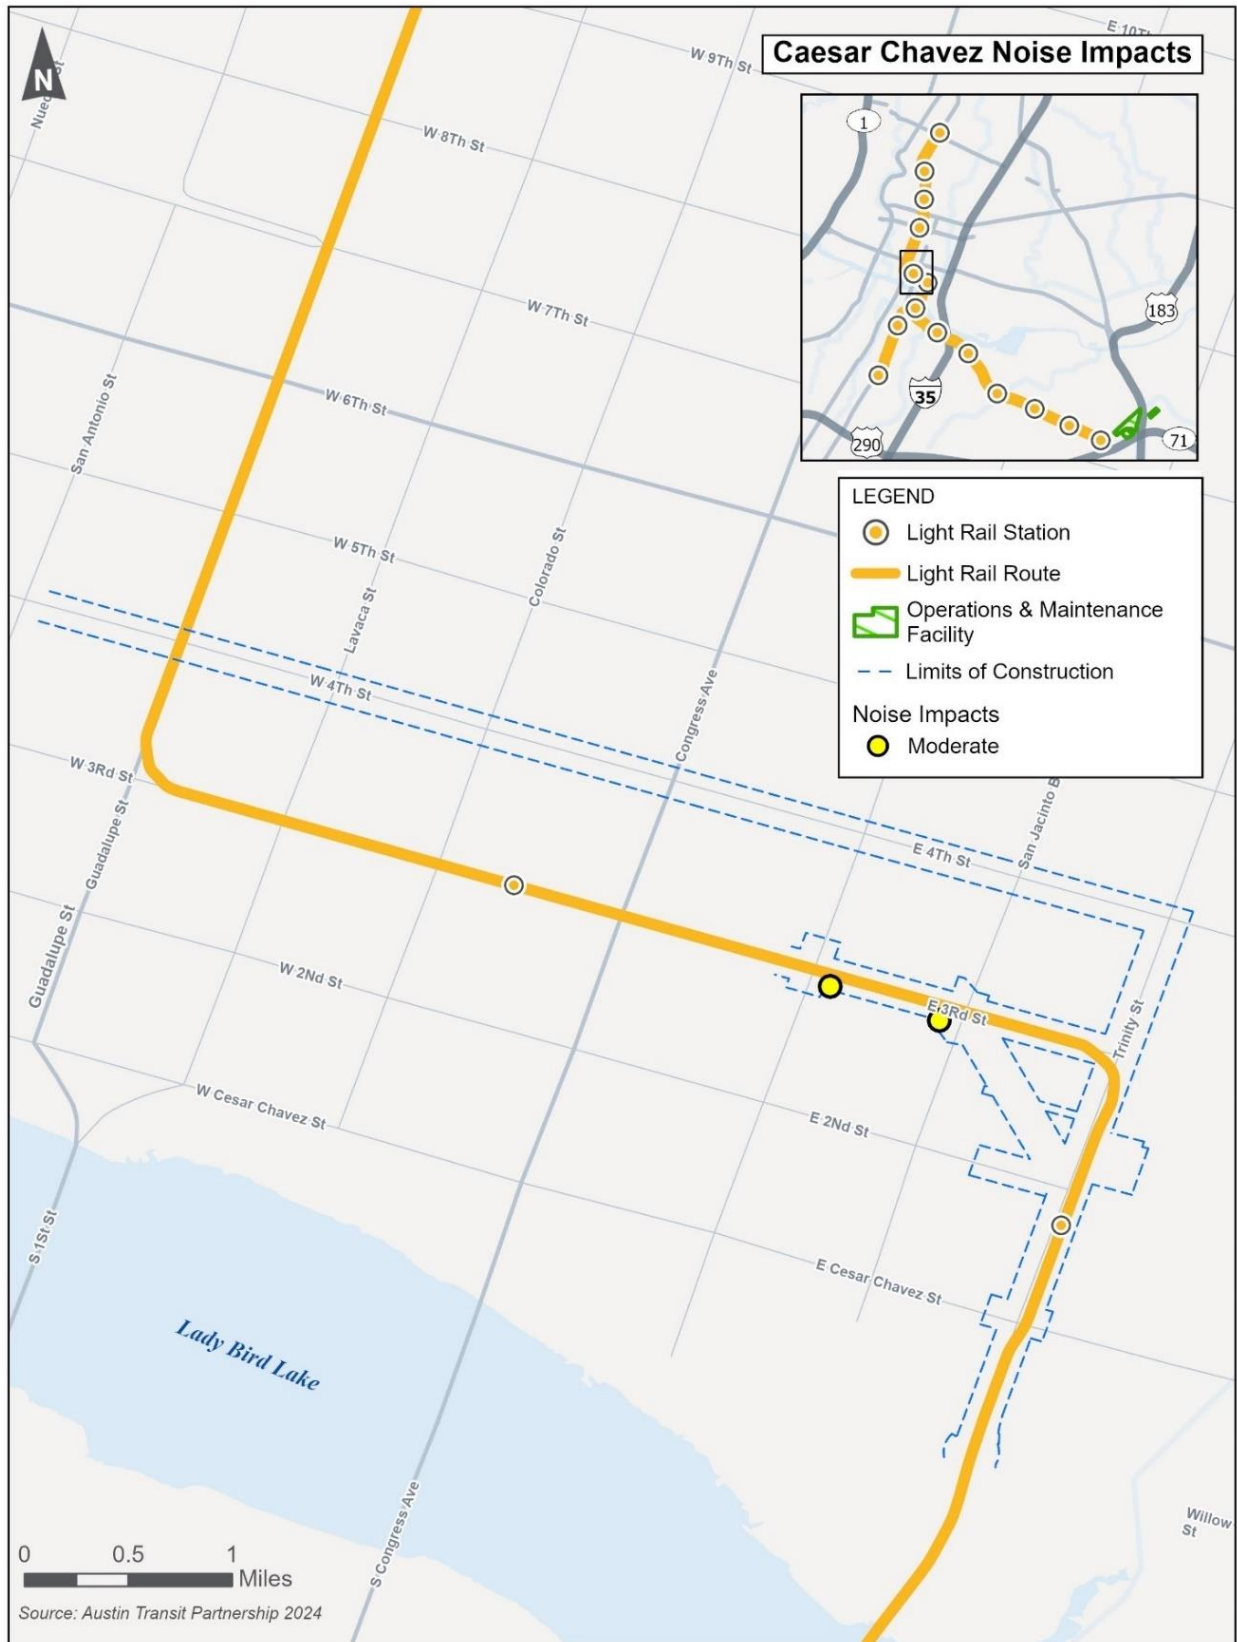 E 10Th
W 9Th St
Caesar Chavez Noise Impacts
N
W 8Th St
1
W 7Th St
183
San Antonio St
W 6Th St
35
290
71
LEGEND
Light Rail Station
Light Rail Route
Operations & Maintenance
Facility
Limits of Construction
Noise Impacts
Moderate
W 5Th St
Colorado St
Lavaca St
W 4Th St
Congress Ave
W 3Rd St
San Jacinto B
Guadalupe St
E 4Th St
Guadalupe St
W 2Nd St
E 3Rd St
Trinity St
W Cesar Chavez St
E 2Nd St
S 1St St
E Cesar Chavez St
Lady Bird Lake
S Congress Ave
Willow
St
0 0.5 1
Miles
Source: Austin Transit Partnership 2024